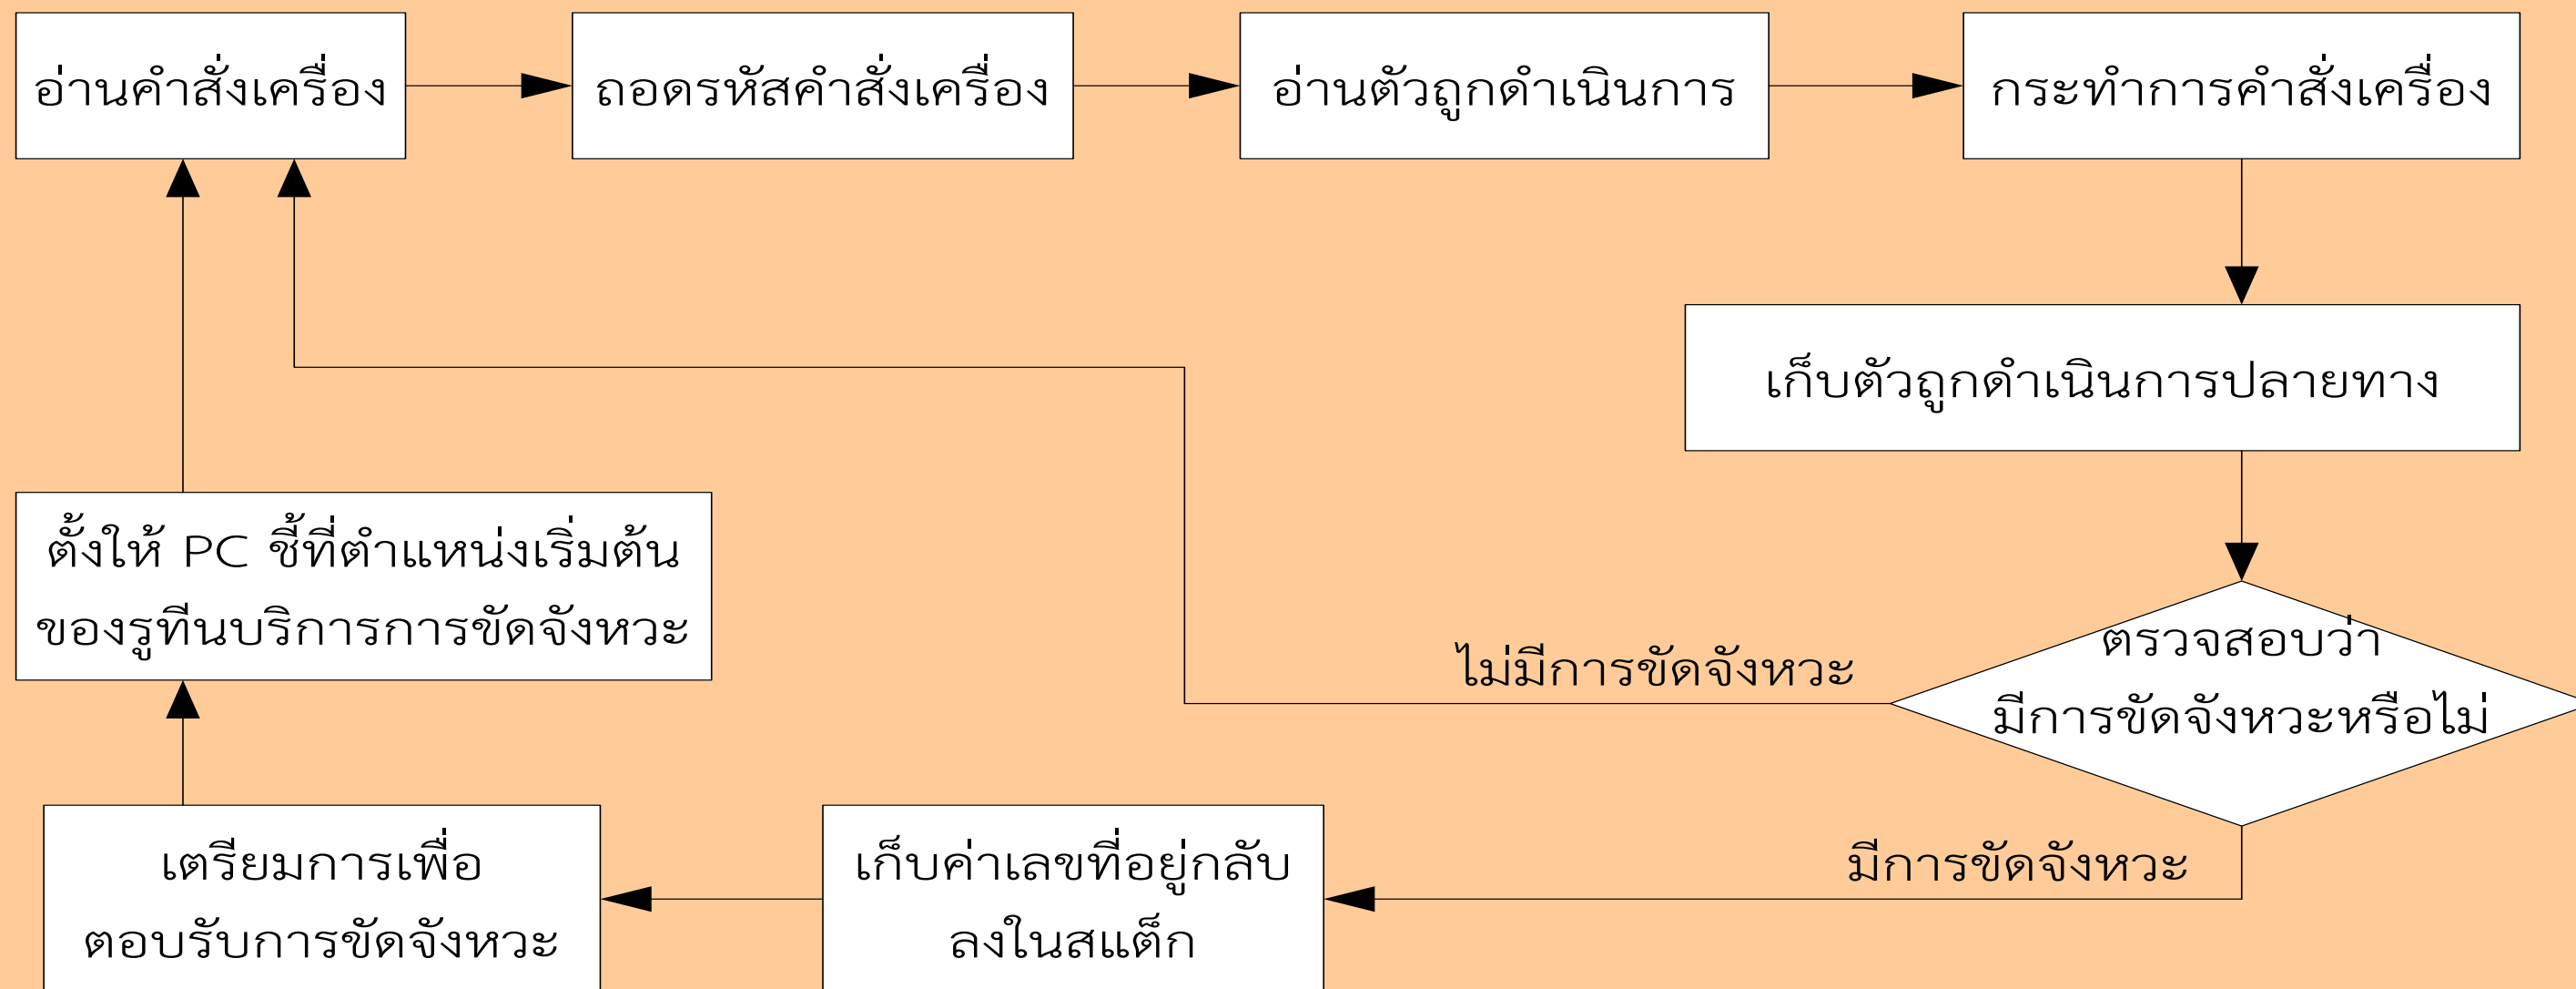 อ่านคำสั่งเครื่อง
ถอดรหัสคำสั่งเครื่อง
อ่านตัวถูกดำเนินการ
กระทำการคำสั่งเครื่อง
เก็บตัวถูกดำเนินการปลายทาง
ตรวจสอบว่า
มีการขัดจังหวะหรือไม่
ไม่มีการขัดจังหวะ
มีการขัดจังหวะ
เก็บค่าเลขที่อยู่กลับ
ลงในสแต็ก
เตรียมการเพื่อ
ตอบรับการขัดจังหวะ
ตั้งให้ PC ชี้ที่ตำแหน่งเริ่มต้น
ของรูทีนบริการการขัดจังหวะ